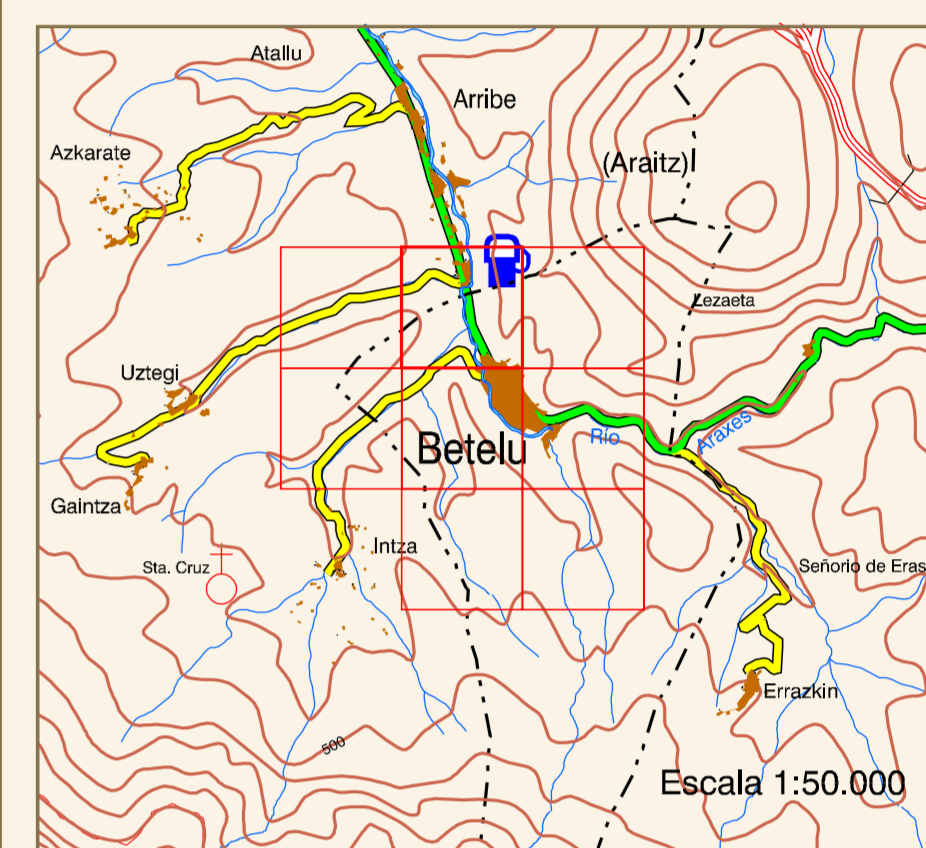 Atallu
Arribe
Azkarate
(Araitz)
Lezaeta
Uztegi
Río Araxes
Betelu
Gaintza
Intza
Sta. Cruz
Señorio de Eras
Errazkin
500
Escala 1:50.000